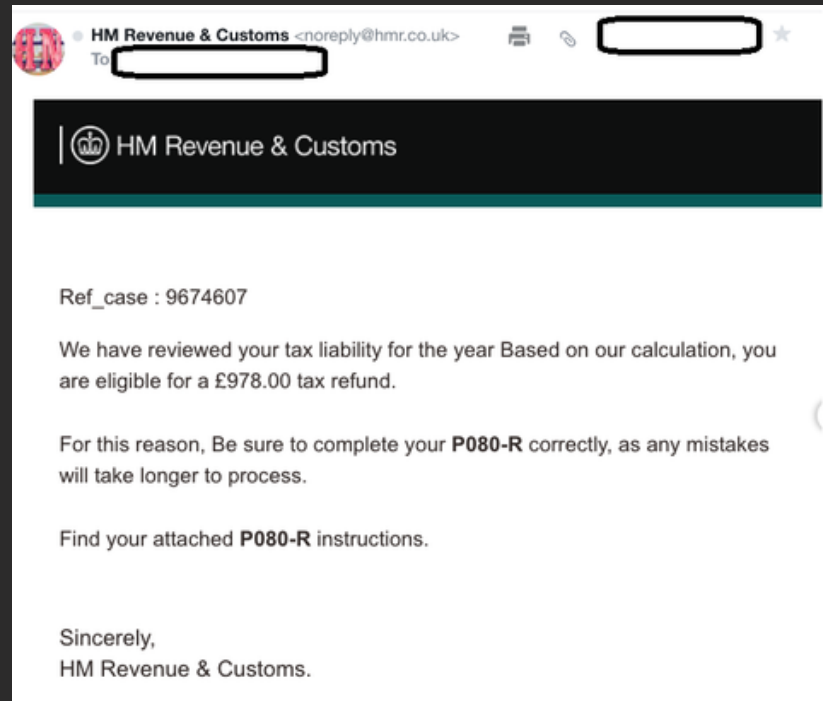 HM Revenue & Customs <noreply@hmr.co.uk>
To
HM Revenue & Customs
Ref_case : 9674607
We have reviewed your tax liability for the year Based on our calculation, you
are eligible for a £978.00 tax refund.
For this reason, Be sure to complete your P080-R correctly, as any mistakes
will take longer to process.
Find your attached P080-R instructions.
Sincerely,
HM Revenue & Customs.